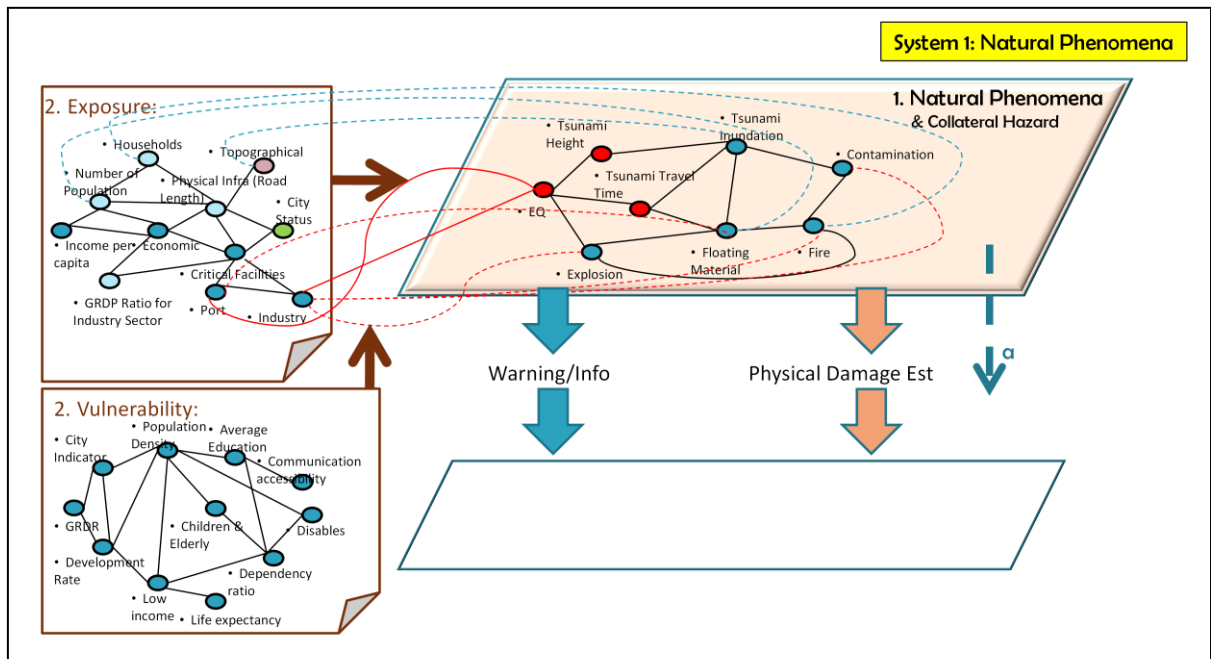 System 1: Natural Phenomena
2. Exposure:
• Households
• Topographical
• Number of
Population
• Physical Infra (Road
Length)
• City
Status
• Income per
capita
• Economic
• Critical Facilities
• GRDP Ratio for
Industry Sector
• Port
• Industry
1. Natural Phenomena
& Collateral Hazard
• Tsunami
Height
• Tsunami
Inundation
• Contamination
• Tsunami Travel
Time
• EQ
• Explosion
• Floating
Material
• Fire
α
Warning/Info
Physical Damage Est
2. Vulnerability:
• City
Indicator
• Population
Density
• Average
Education
• Communication
accessibility
• GRDR
• Children &
Elderly
• Disables
• Development
Rate
• Dependency
ratio
• Low
income
• Life expectancy